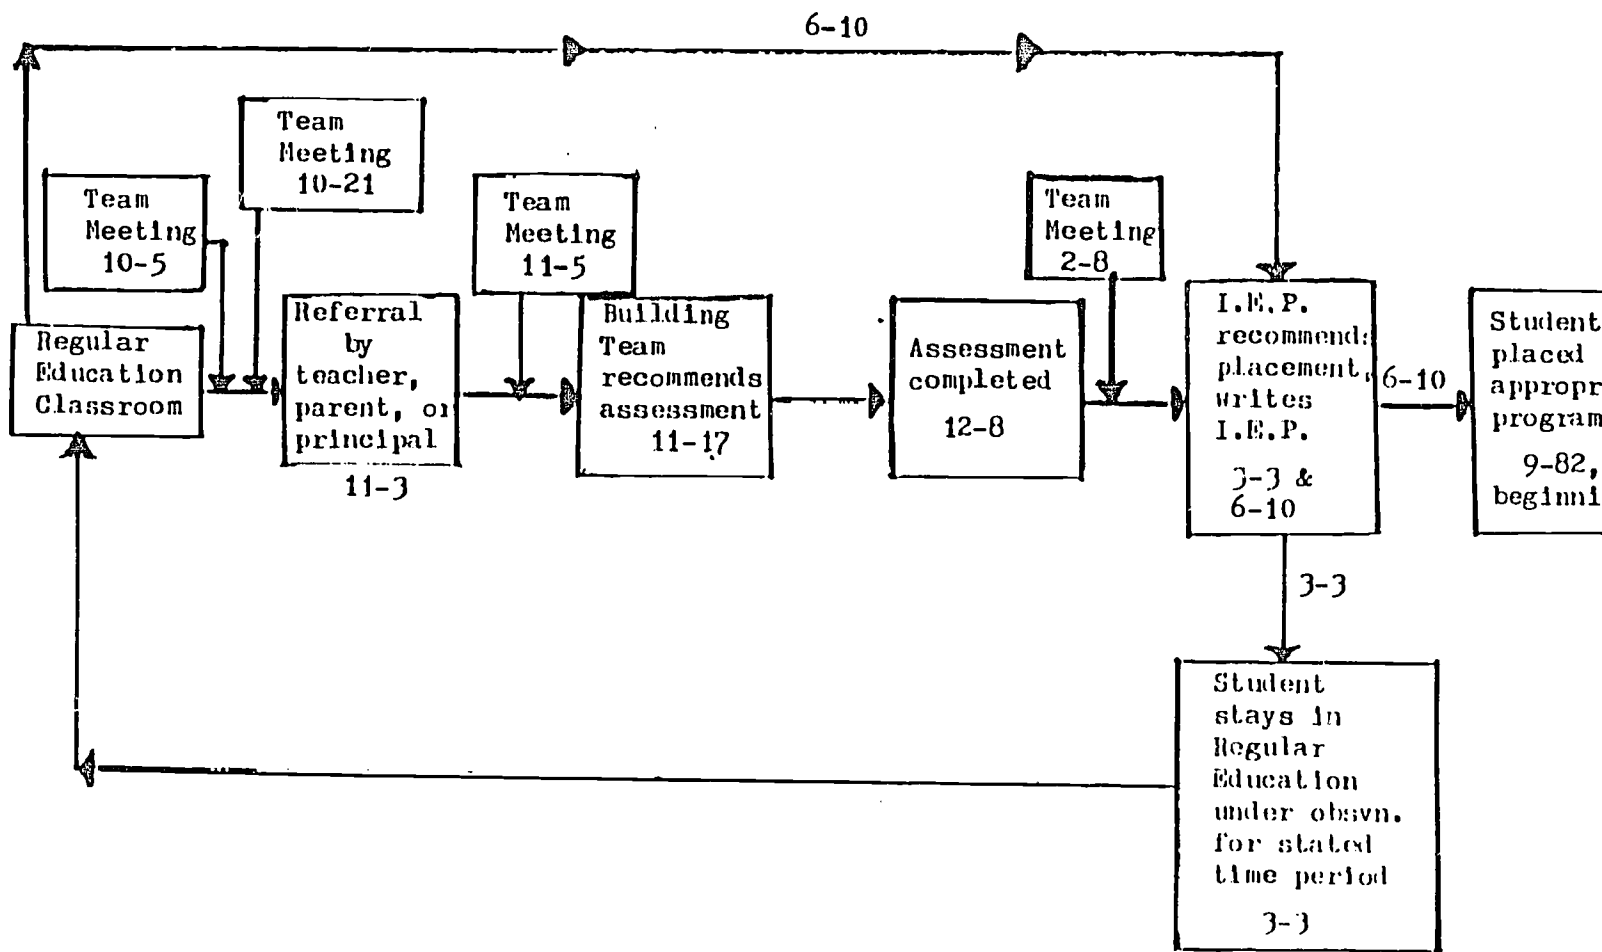 6-10
Team
Meeting
10-21
Team
Meeting
10-5
Team
Meeting
11-5
Team
Meeting
2-8
Regular
Education
Classroom
Referral
by
teacher,
parent, or
principal
11-3
Building
Team
recommends
assessment
11-17
Assessment
completed
12-8
I.E.P.
recommends
placement,
writes
I.E.P.
3-3 &
6-10
6-10
Student
placed
appropr
program
9-82,
beginni
3-3
Student
stays in
Regular
Education
under obsvn.
for stated
time period
3-3